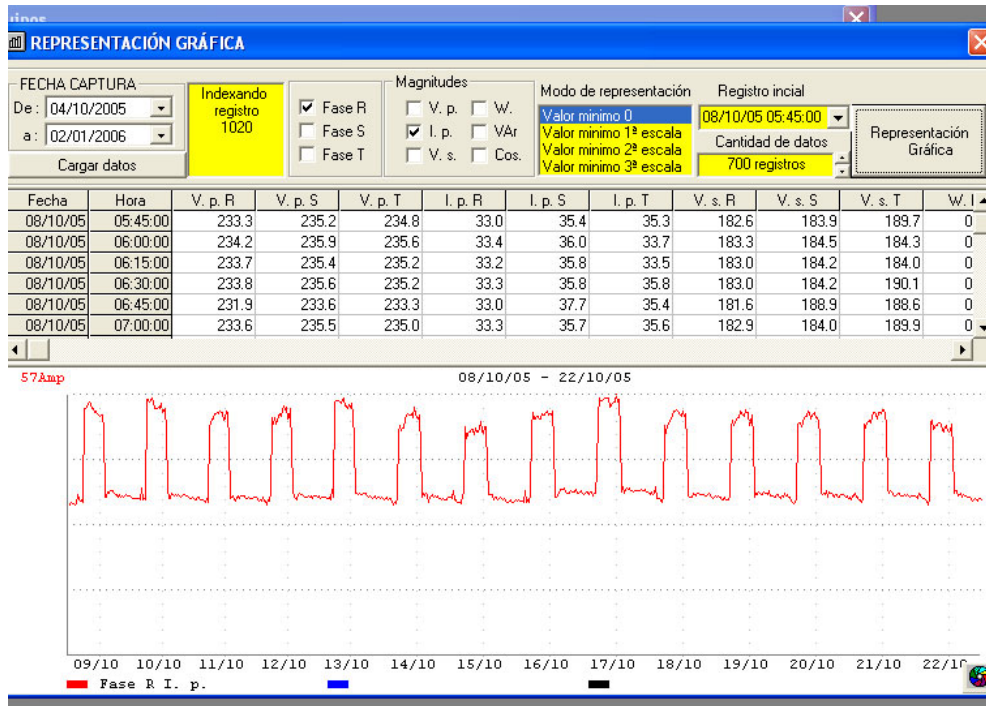 REPRESENTACIÓN GRÁFICA
FECHA CAPTURA
De : 04/10/2005
a : 02/01/2006
Cargar datos
Indexando
registro
1020
Fase R
Fase S
Fase T
Magnitudes
V. p. W.
I. p. VAr
V. s. Cos.
Modo de representación
Valor minimo 0
Valor minimo 1ª escala
Valor minimo 2ª escala
Valor minimo 3ª escala
Registro incial
08/10/05 05:45:00
Cantidad de datos
700 registros
Representación
Gráfica
Fecha Hora V. p. R V. p. S V. p. T I. p. R I. p. S I. p. T V. s. R V. s. S V. s. T W. I
08/10/05 05:45:00 233.3 235.2 234.8 33.0 35.4 35.3 182.6 183.9 189.7 0
08/10/05 06:00:00 234.2 235.9 235.6 33.4 36.0 33.7 183.3 184.5 184.3 0
08/10/05 06:15:00 233.7 235.4 235.2 33.2 35.8 33.5 183.0 184.2 184.0 0
08/10/05 06:30:00 233.8 235.6 235.2 33.3 35.8 35.8 183.0 184.2 190.1 0
08/10/05 06:45:00 231.9 233.6 233.3 33.0 37.7 35.4 181.6 188.9 188.6 0
08/10/05 07:00:00 233.6 235.5 235.0 33.3 35.7 35.6 182.9 184.0 189.9 0
57Amp
08/10/05 - 22/10/05
09/10 10/10 11/10 12/10 13/10 14/10 15/10 16/10 17/10 18/10 19/10 20/10 21/10 22/10
Fase R I. p.